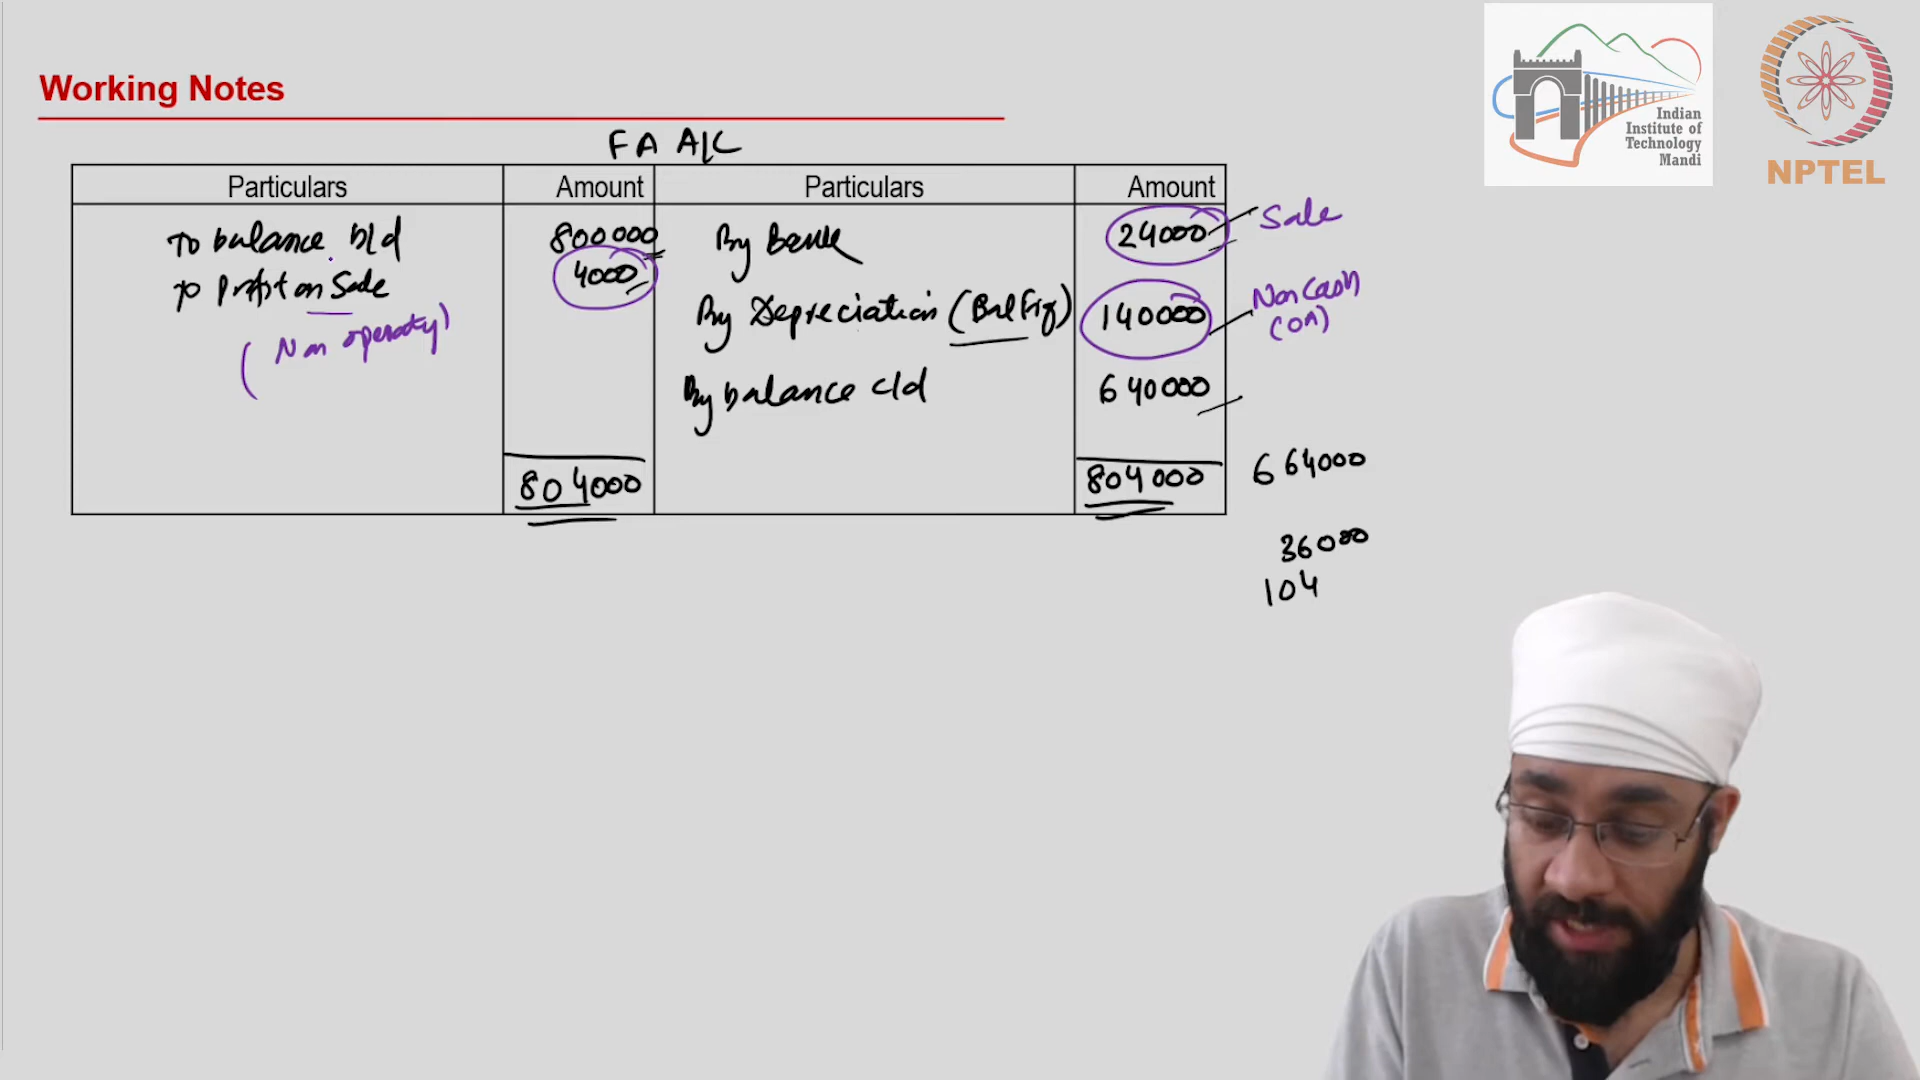 Working Notes
Indian
Institute of
Technology
Mandi
NPTEL
FA A/C
Particulars Amount Particulars Amount
To balance b/d 800000 By Bank 24000 Sale
To Profit on Sale 4000
(Non operaty) By Depreciation (Bal Fig) 140000 Non Cash
(OA)
By balance c/d 640000
804000 804000 664000
36000
104